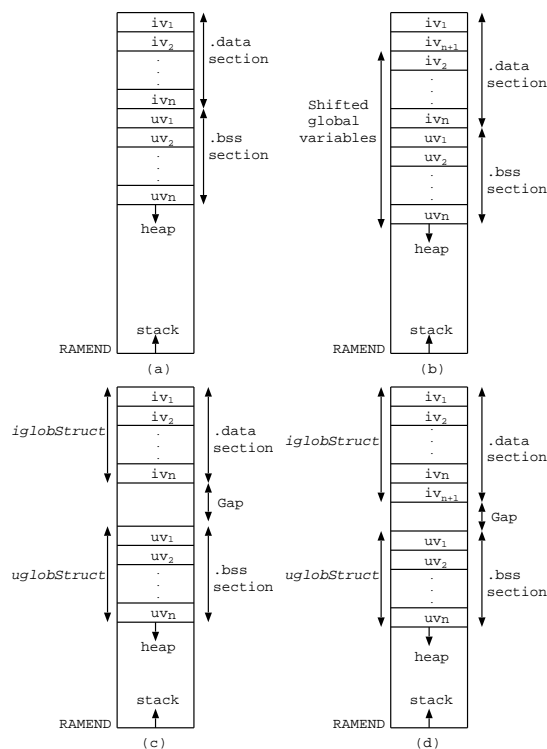 iv1
iv2
.
.
.
ivn
uv1
uv2
.
.
.
uvn
heap
stack
RAMEND
.data
section
.bss
section
(a)
iv1
ivn+1
iv2
.
.
.
ivn
uv1
uv2
.
.
.
uvn
heap
stack
RAMEND
Shifted
global
variables
.data
section
.bss
section
(b)
iv1
iv2
.
.
.
ivn
uv1
uv2
.
.
.
uvn
heap
stack
RAMEND
iglobStruct
uglobStruct
.data
section
Gap
.bss
section
(c)
iv1
iv2
.
.
.
ivn
ivn+1
uv1
uv2
.
.
.
uvn
heap
stack
RAMEND
iglobStruct
uglobStruct
.data
section
Gap
.bss
section
(d)